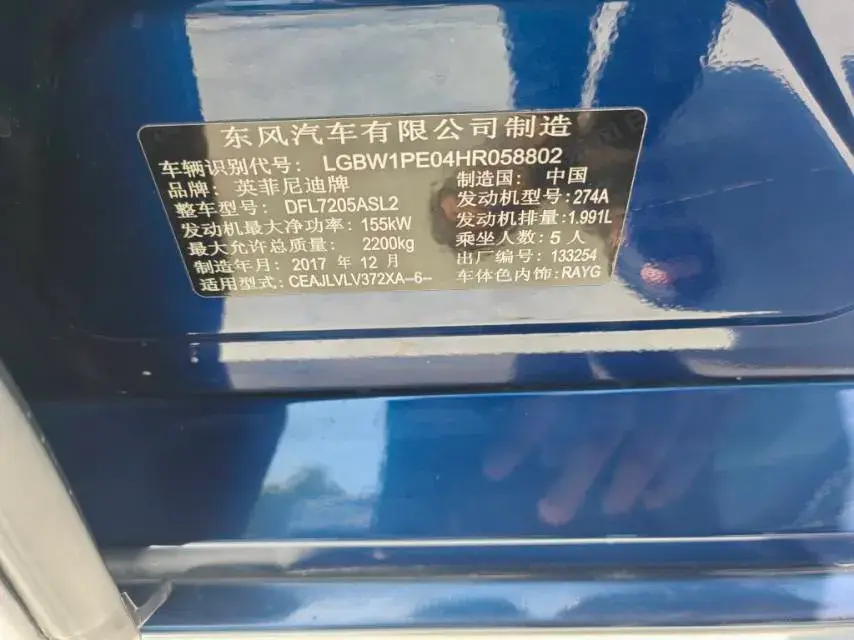 东风汽车有限公司制造
车辆识别代号: LGBW1PE04HR058802
品牌: 英菲尼迪牌 制造国: 中国
整车型号: DFL7205ASL2 发动机型号:274A
发动机最大净功率: 155kW 发动机排量:1.991L
最大允许总质量: 2200kg 乘坐人数:5 人
制造年月: 2017 年 12 月 出厂编号: 133254
适用型式:CEAJLVLV372XA-6- 车体色内饰:RAYG